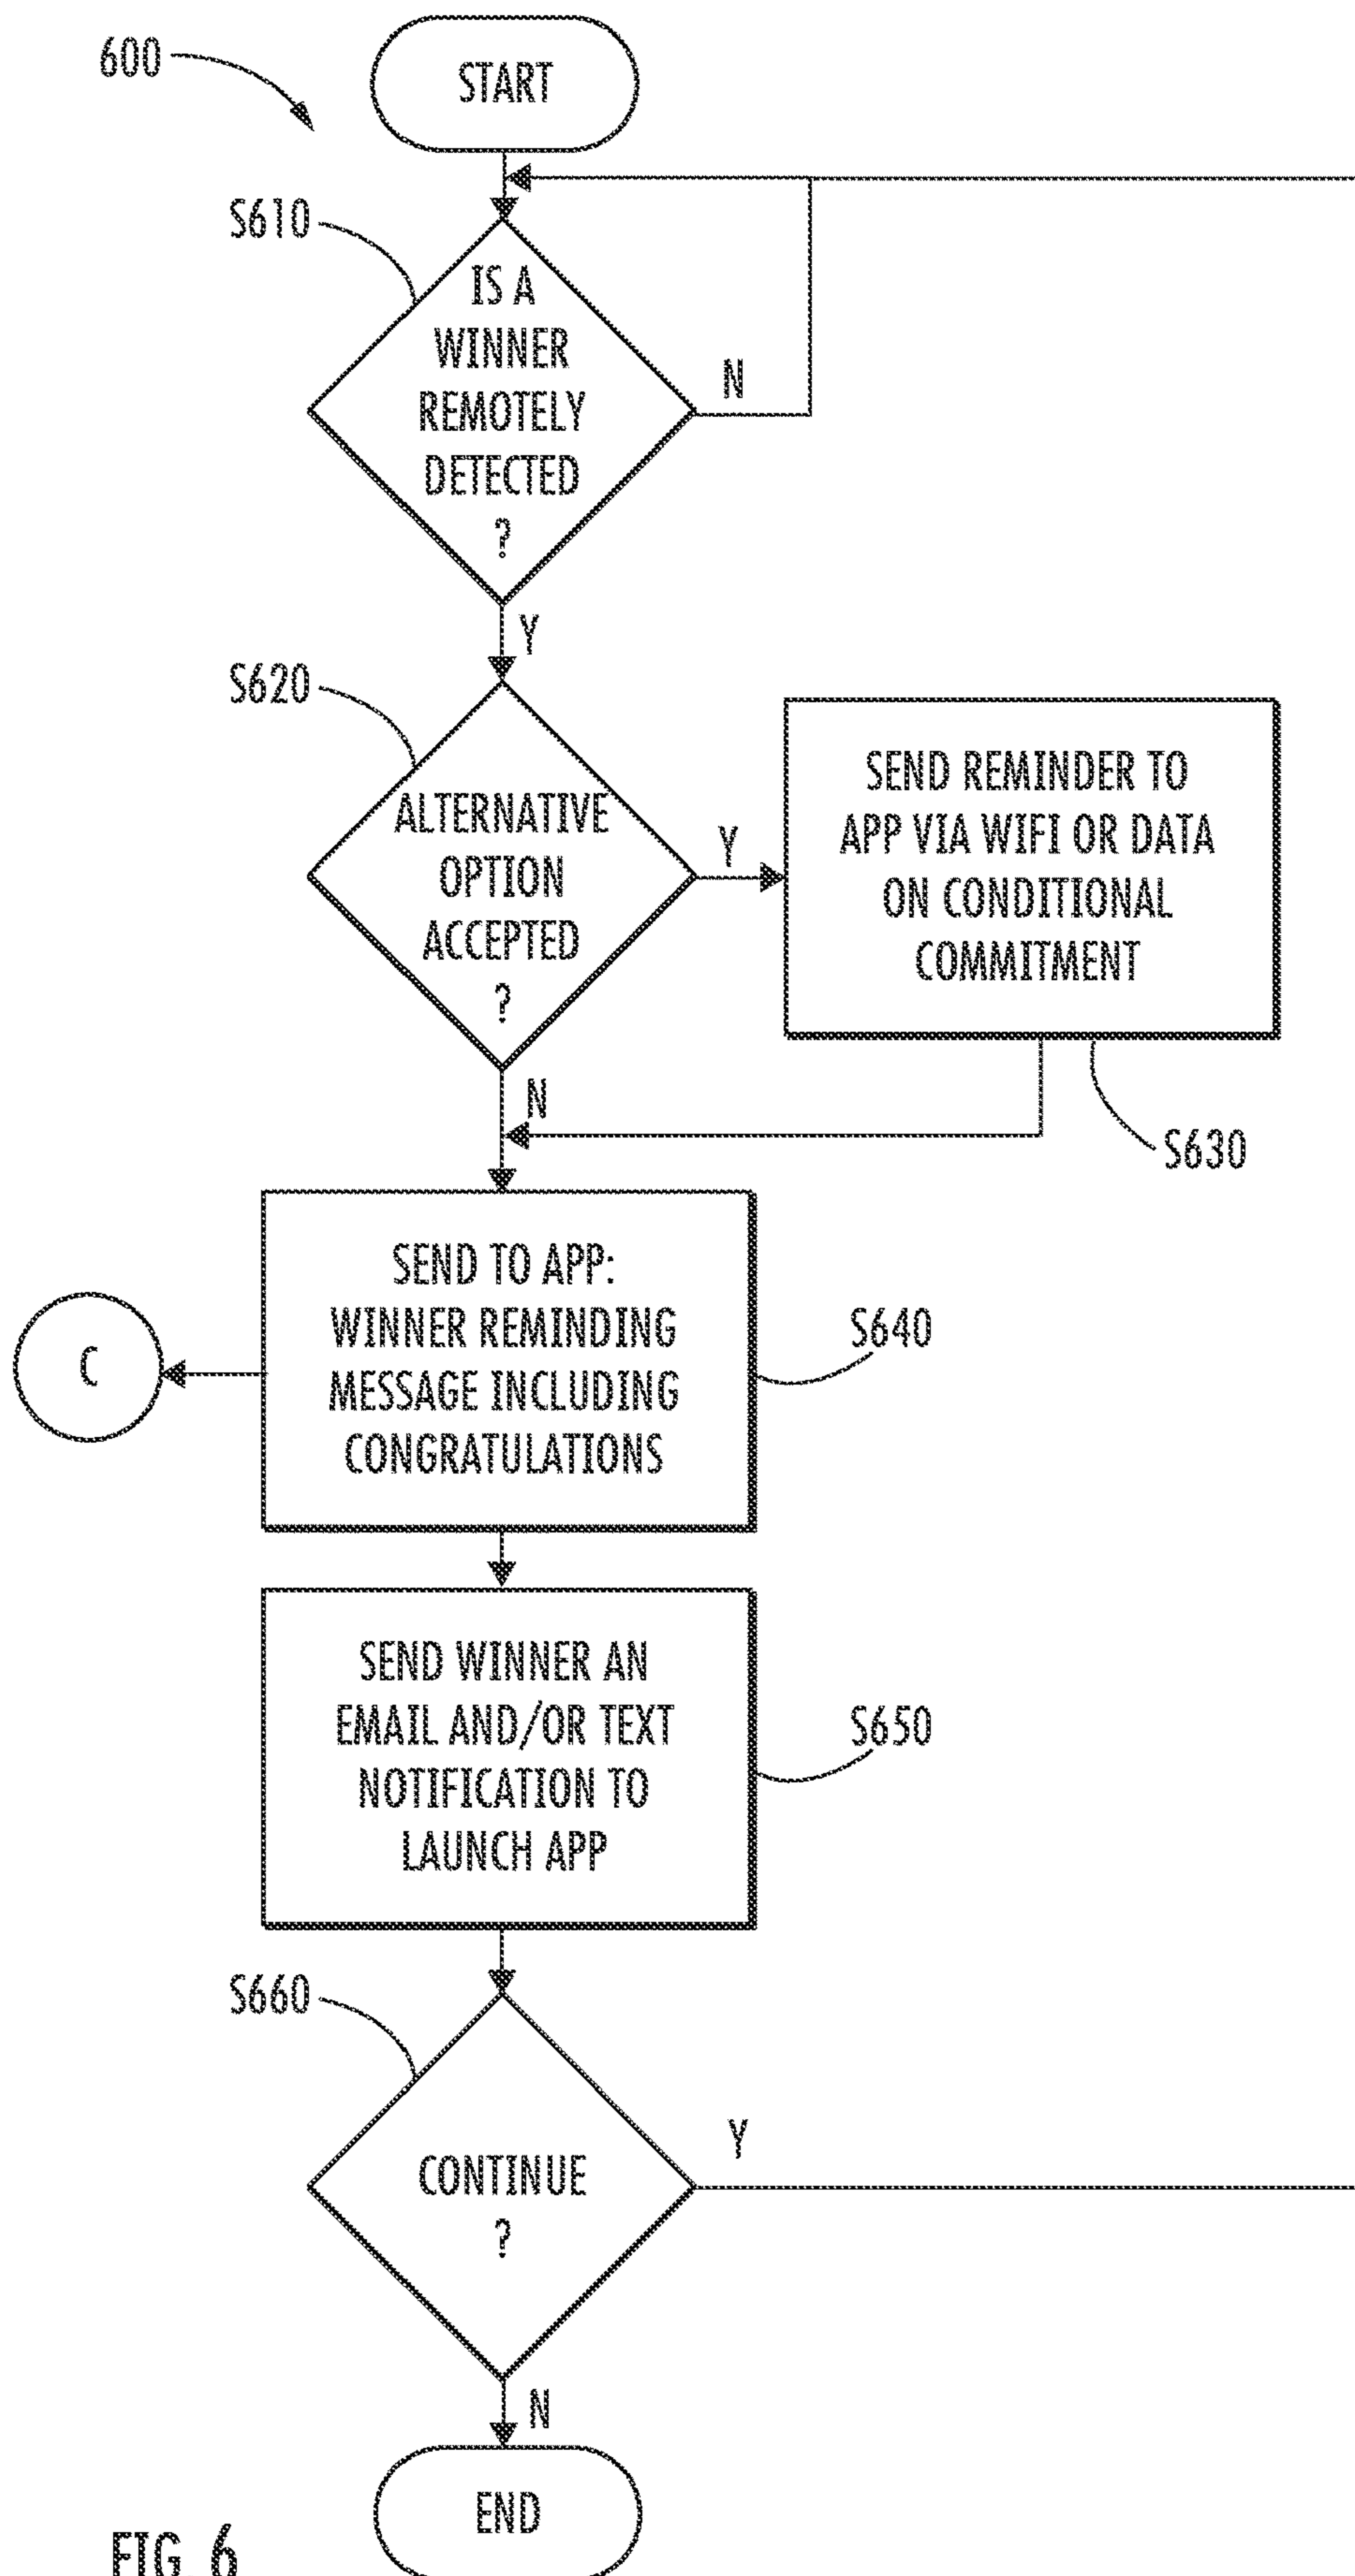 600
START
S610
IS A
WINNER
REMOTELY
DETECTED
?
N
Y
S620
ALTERNATIVE
OPTION
ACCEPTED
?
Y
SEND REMINDER TO
APP VIA WIFI OR DATA
ON CONDITIONAL
COMMITMENT
N
S630
SEND TO APP:
WINNER REMINDING
MESSAGE INCLUDING
CONGRATULATIONS
S640
C
SEND WINNER AN
EMAIL AND/OR TEXT
NOTIFICATION TO
LAUNCH APP
S650
S660
CONTINUE
?
Y
N
END
FIG. 6